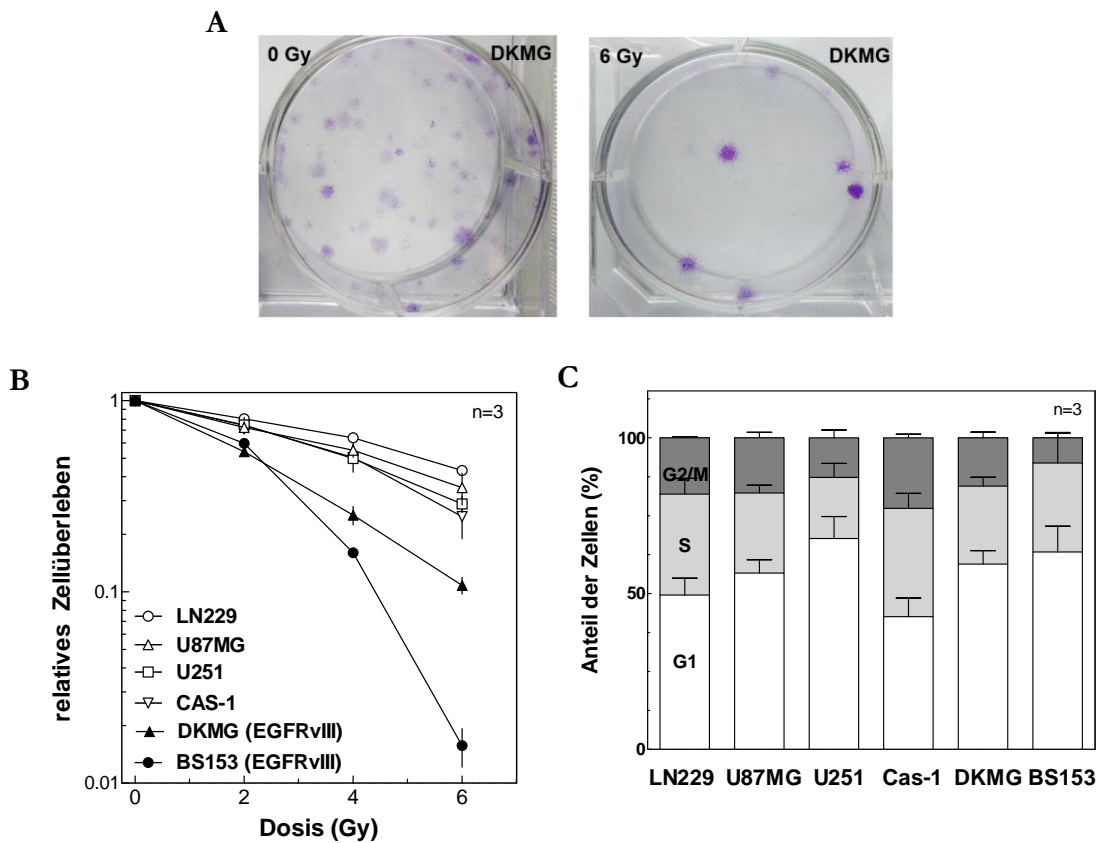 A
0 Gy DKMG
6 Gy DKMG
B
n=3
1
0.1
0.01
relatives Zellüberleben
LN229
U87MG
U251
CAS-1
DKMG (EGFRvIII)
BS153 (EGFRvIII)
0 2 4 6
Dosis (Gy)
C
n=3
100
50
0
Anteil der Zellen (%)
G2/M
S
G1
LN229 U87MG U251 Cas-1 DKMG BS153